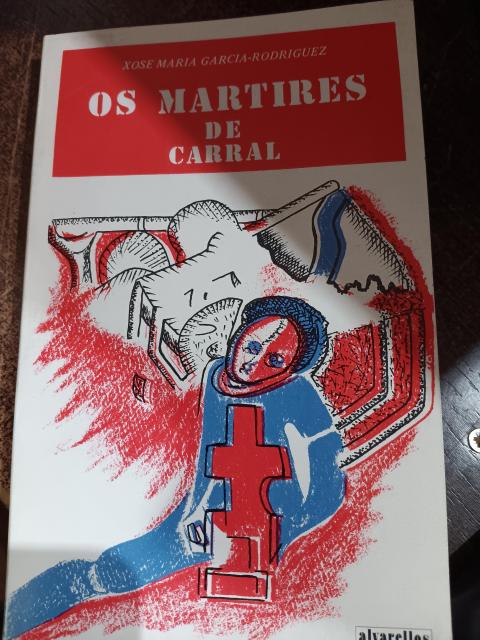 XOSE MARIA GARCIA-RODRIGUEZ
OS MARTIRES
DE
CARRAL
alvarellos